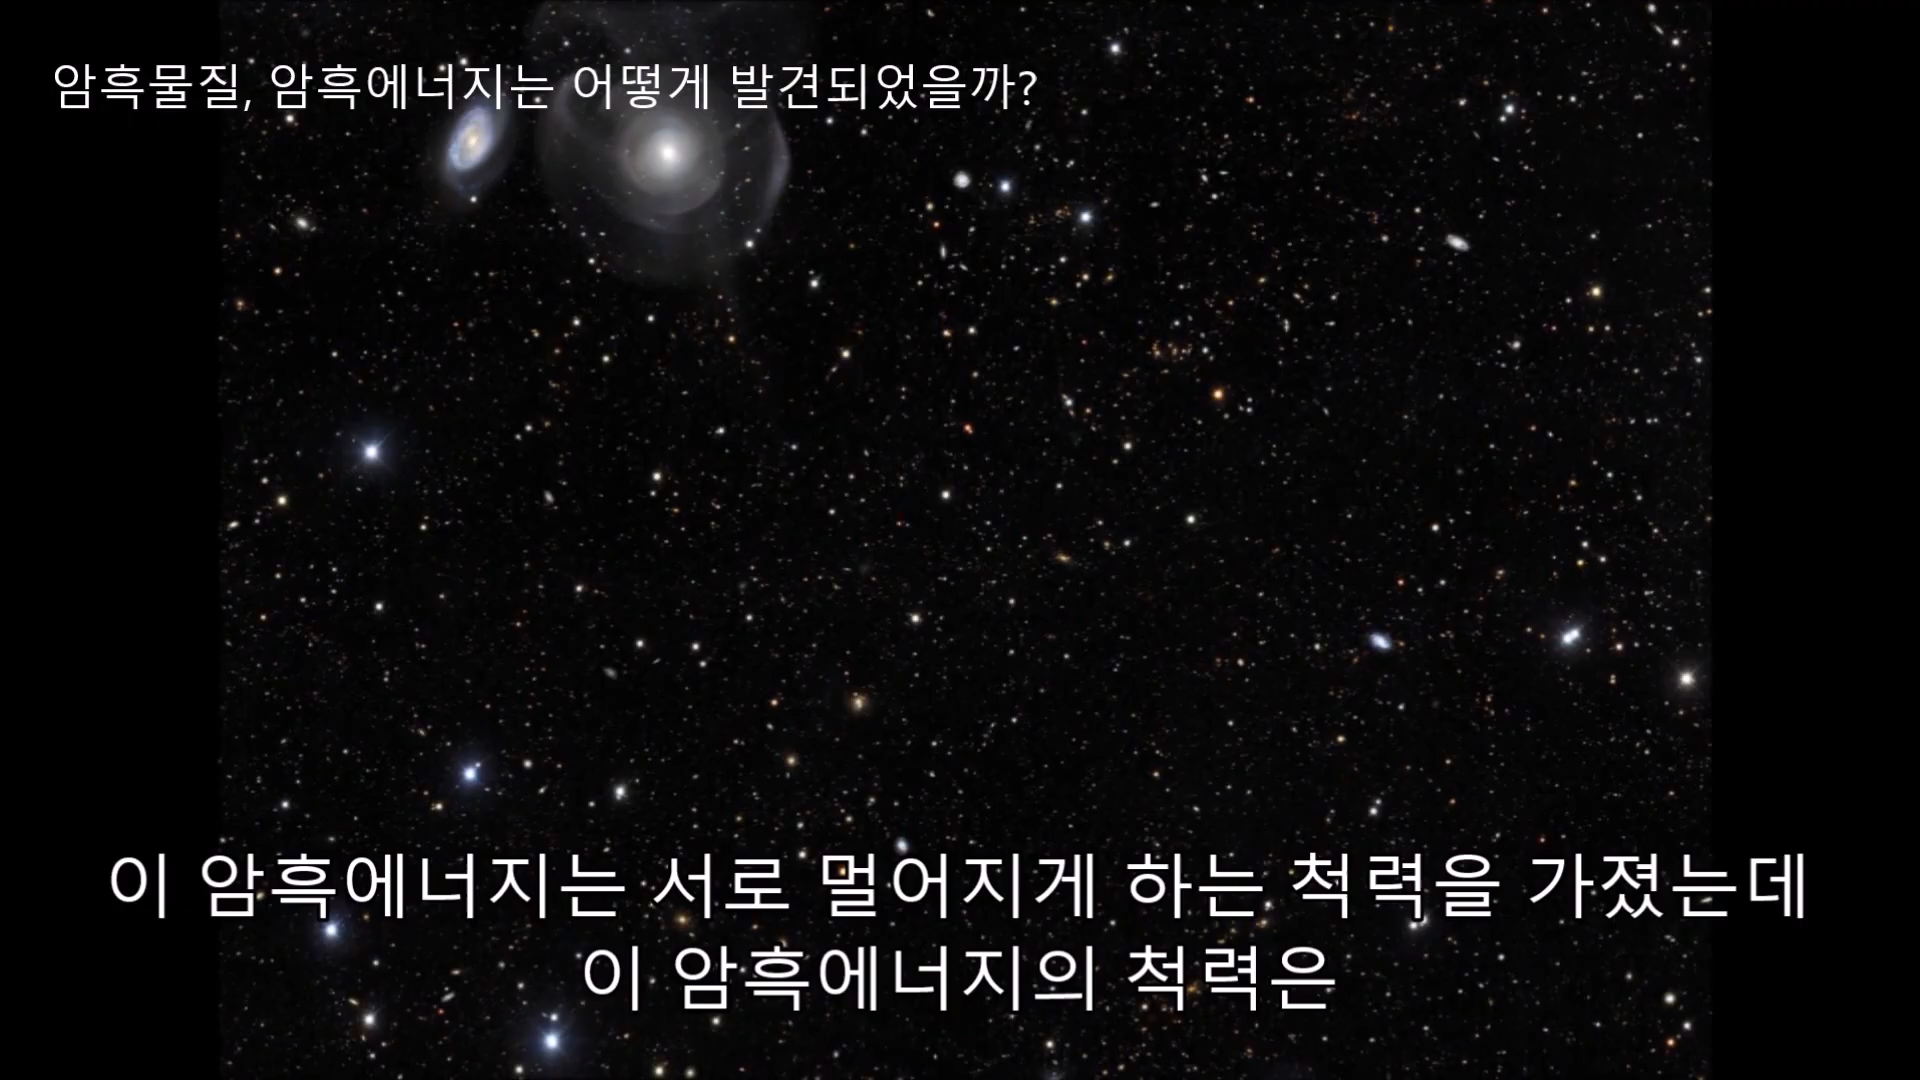 암흑물질, 암흑에너지는 어떻게 발견되었을까?
이 암흑에너지는 서로 멀어지게 하는 척력을 가졌는데
이 암흑에너지의 척력은